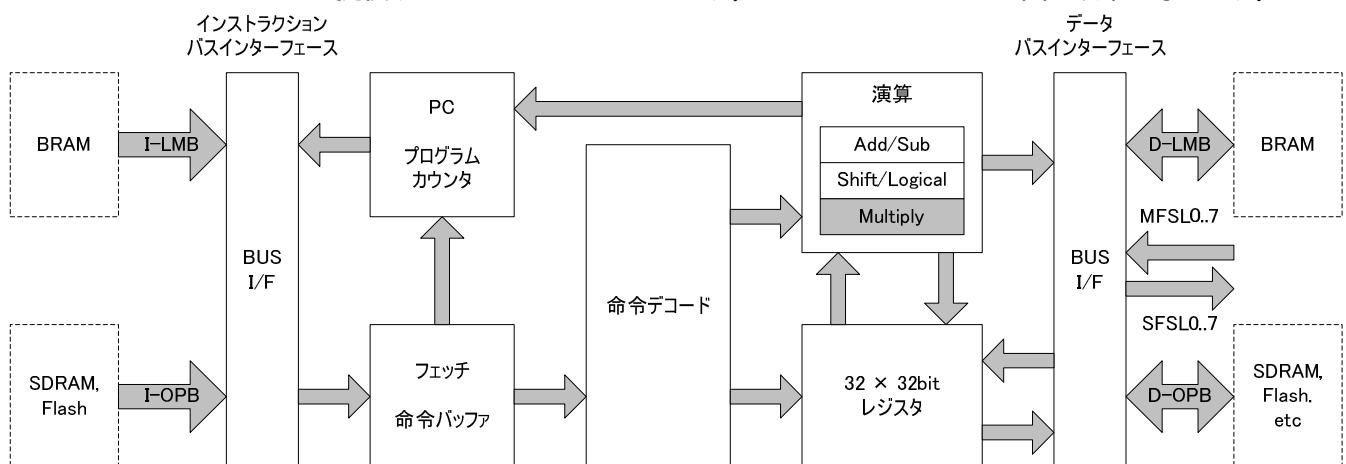 インストラクション
バスインターフェース
データ
バスインターフェース
BRAM
I-LMB
PC
プログラム
カウンタ
演算
Add/Sub
Shift/Logical
Multiply
D-LMB
BRAM
MFSL0..7
BUS
I/F
命令デコード
BUS
I/F
SFSL0..7
SDRAM,
Flash
I-OPB
フェッチ
命令バッファ
32 × 32bit
レジスタ
D-OPB
SDRAM,
Flash.
etc